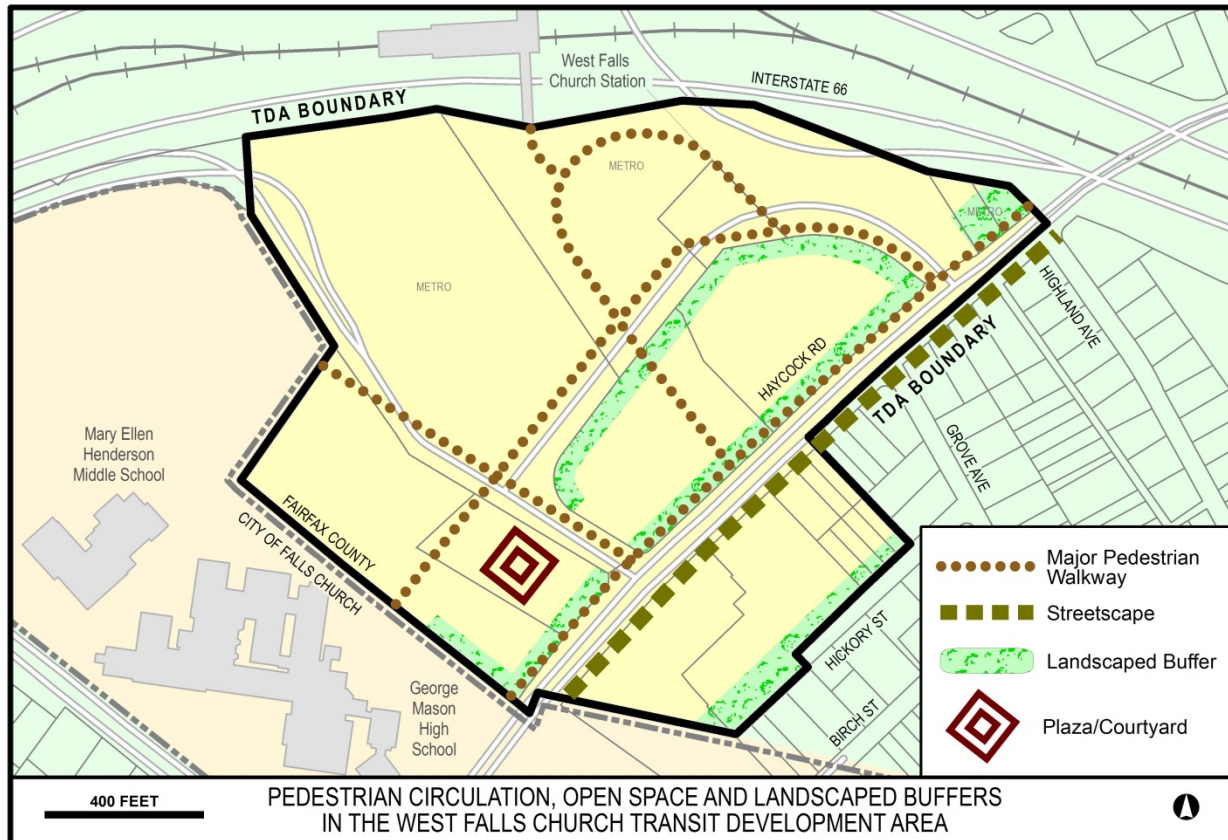 West Falls
Church Station
INTERSTATE 66
TDA BOUNDARY
METRO
METRO
METRO
HIGHLAND AVE
HAYCOCK RD
TDA BOUNDARY
GROVE AVE
Mary Ellen
Henderson
Middle School
FAIRFAX COUNTY
CITY OF FALLS CHURCH
HICKORY ST
BIRCH ST
George
Mason
High
School
Major Pedestrian
Walkway
Streetscape
Landscaped Buffer
Plaza/Courtyard
400 FEET
PEDESTRIAN CIRCULATION, OPEN SPACE AND LANDSCAPED BUFFERS
IN THE WEST FALLS CHURCH TRANSIT DEVELOPMENT AREA